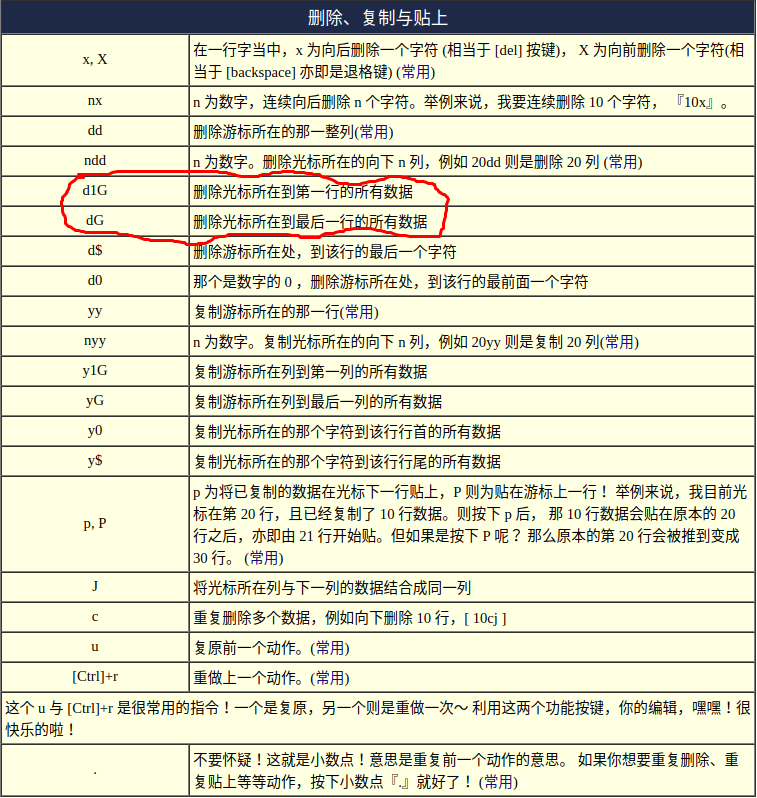 删除、复制与贴上
x, X
在一行字当中，x 为向后删除一个字符 (相当于 [del] 按键)， X 为向前删除一个字符(相
当于 [backspace] 亦即是退格键) (常用)
nx
n 为数字，连续向后删除 n 个字符。举例来说，我要连续删除 10 个字符， 『10x』。
dd
删除游标所在的那一整列(常用)
ndd
n 为数字。删除光标所在的向下 n 列，例如 20dd 则是删除 20 列 (常用)
d1G
删除光标所在到第一行的所有数据
dG
删除光标所在到最后一行的所有数据
d$
删除游标所在处，到该行的最后一个字符
d0
那个是数字的 0 ，删除游标所在处，到该行的最前面一个字符
yy
复制游标所在的那一行(常用)
nyy
n 为数字。复制光标所在的向下 n 列，例如 20yy 则是复制 20 列(常用)
y1G
复制游标所在列到第一列的所有数据
yG
复制游标所在列到最后一列的所有数据
y0
复制光标所在的那个字符到该行行首的所有数据
y$
复制光标所在的那个字符到该行行尾的所有数据
p, P
p 为将已复制的数据在光标下一行贴上，P 则为贴在游标上一行！ 举例来说，我目前光
标在第 20 行，且已经复制了 10 行数据。则按下 p 后， 那 10 行数据会贴在原本的 20
行之后，亦即由 21 行开始贴。但如果是按下 P 呢？ 那么原本的第 20 行会被推到变成
30 行。 (常用)
J
将光标所在列与下一列的数据结合成同一列
c
重复删除多个数据，例如向下删除 10 行，[ 10cj ]
u
复原前一个动作。(常用)
[Ctrl]+r
重做上一个动作。(常用)
这个 u 与 [Ctrl]+r 是很常用的指令！一个是复原，另一个则是重做一次～ 利用这两个功能按键，你的编辑，嘿嘿！很
快乐的啦！
.
不要怀疑！这就是小数点！意思是重复前一个动作的意思。 如果你想要重复删除、重
复贴上等等动作，按下小数点『.』就好了！ (常用)